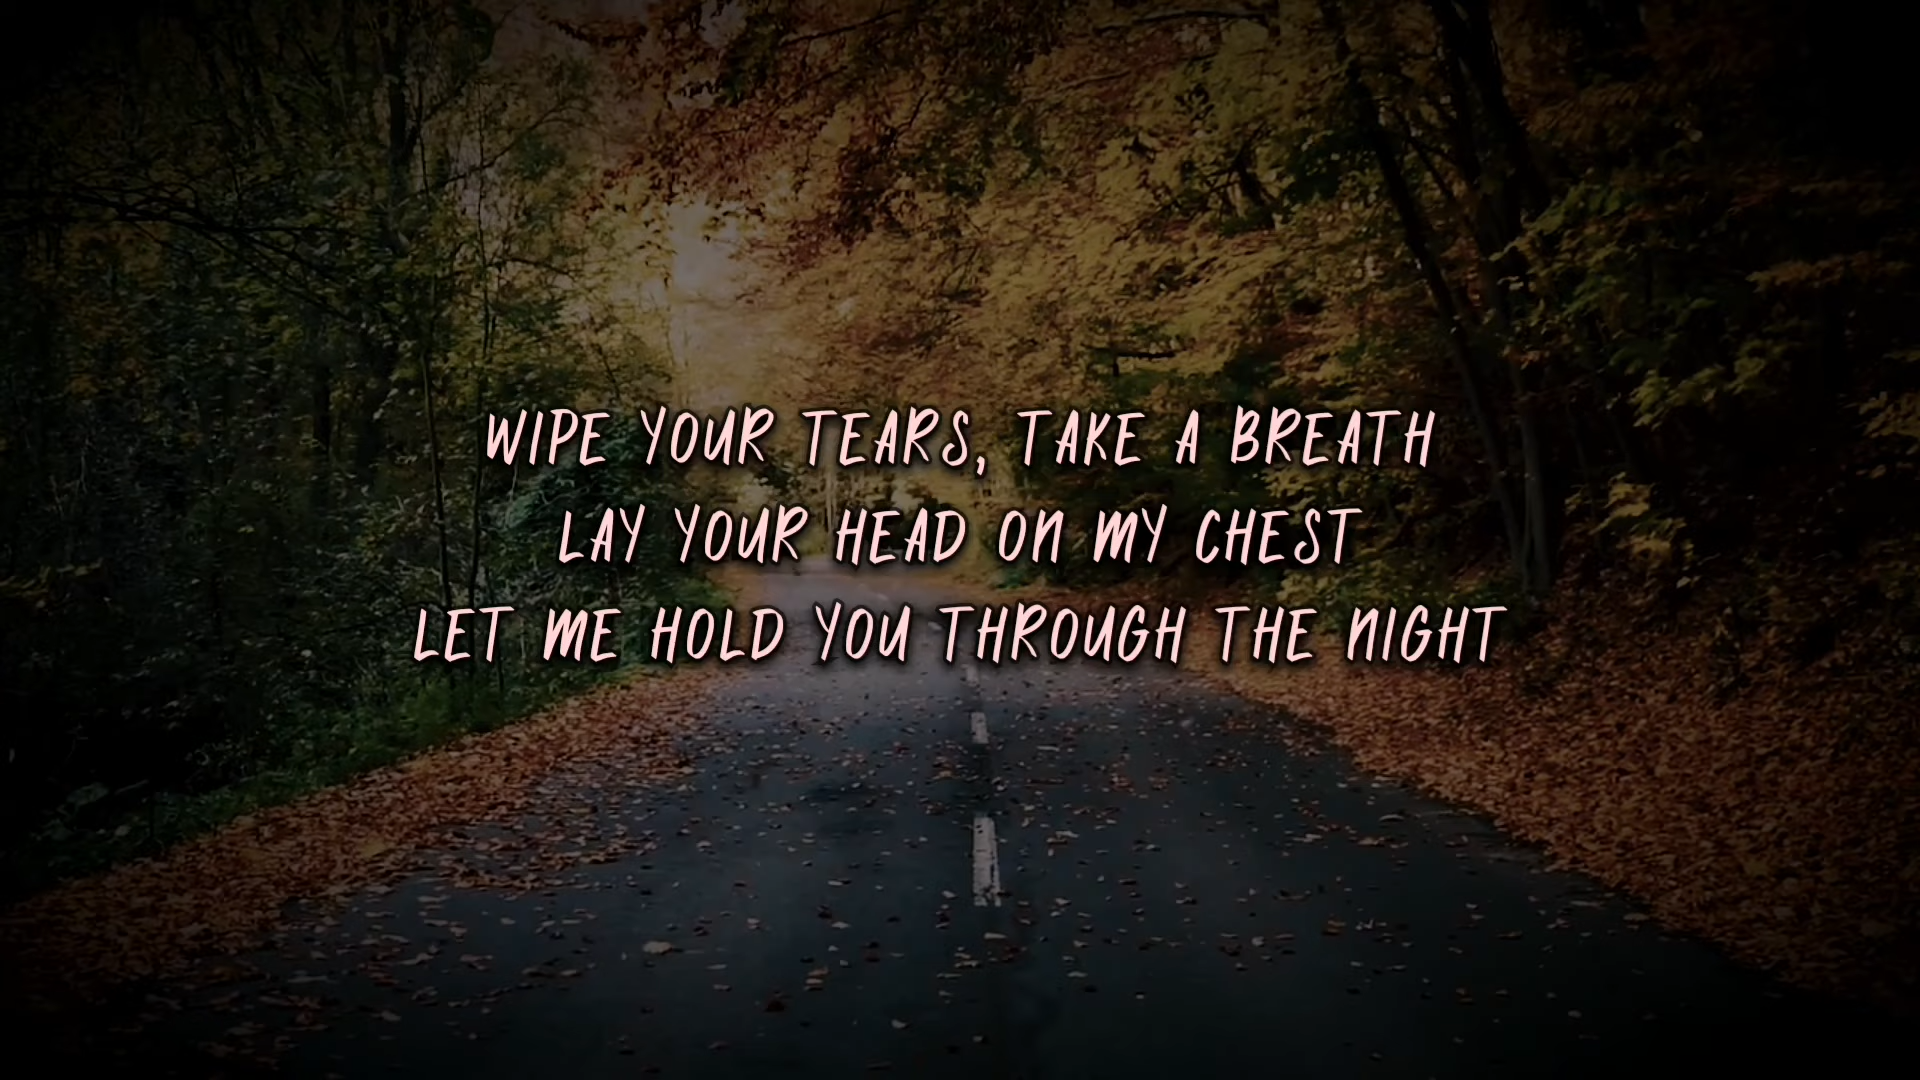 WIPE YOUR TEARS, TAKE A BREATH
LAY YOUR HEAD ON MY CHEST
LET ME HOLD YOU THROUGH THE NIGHT